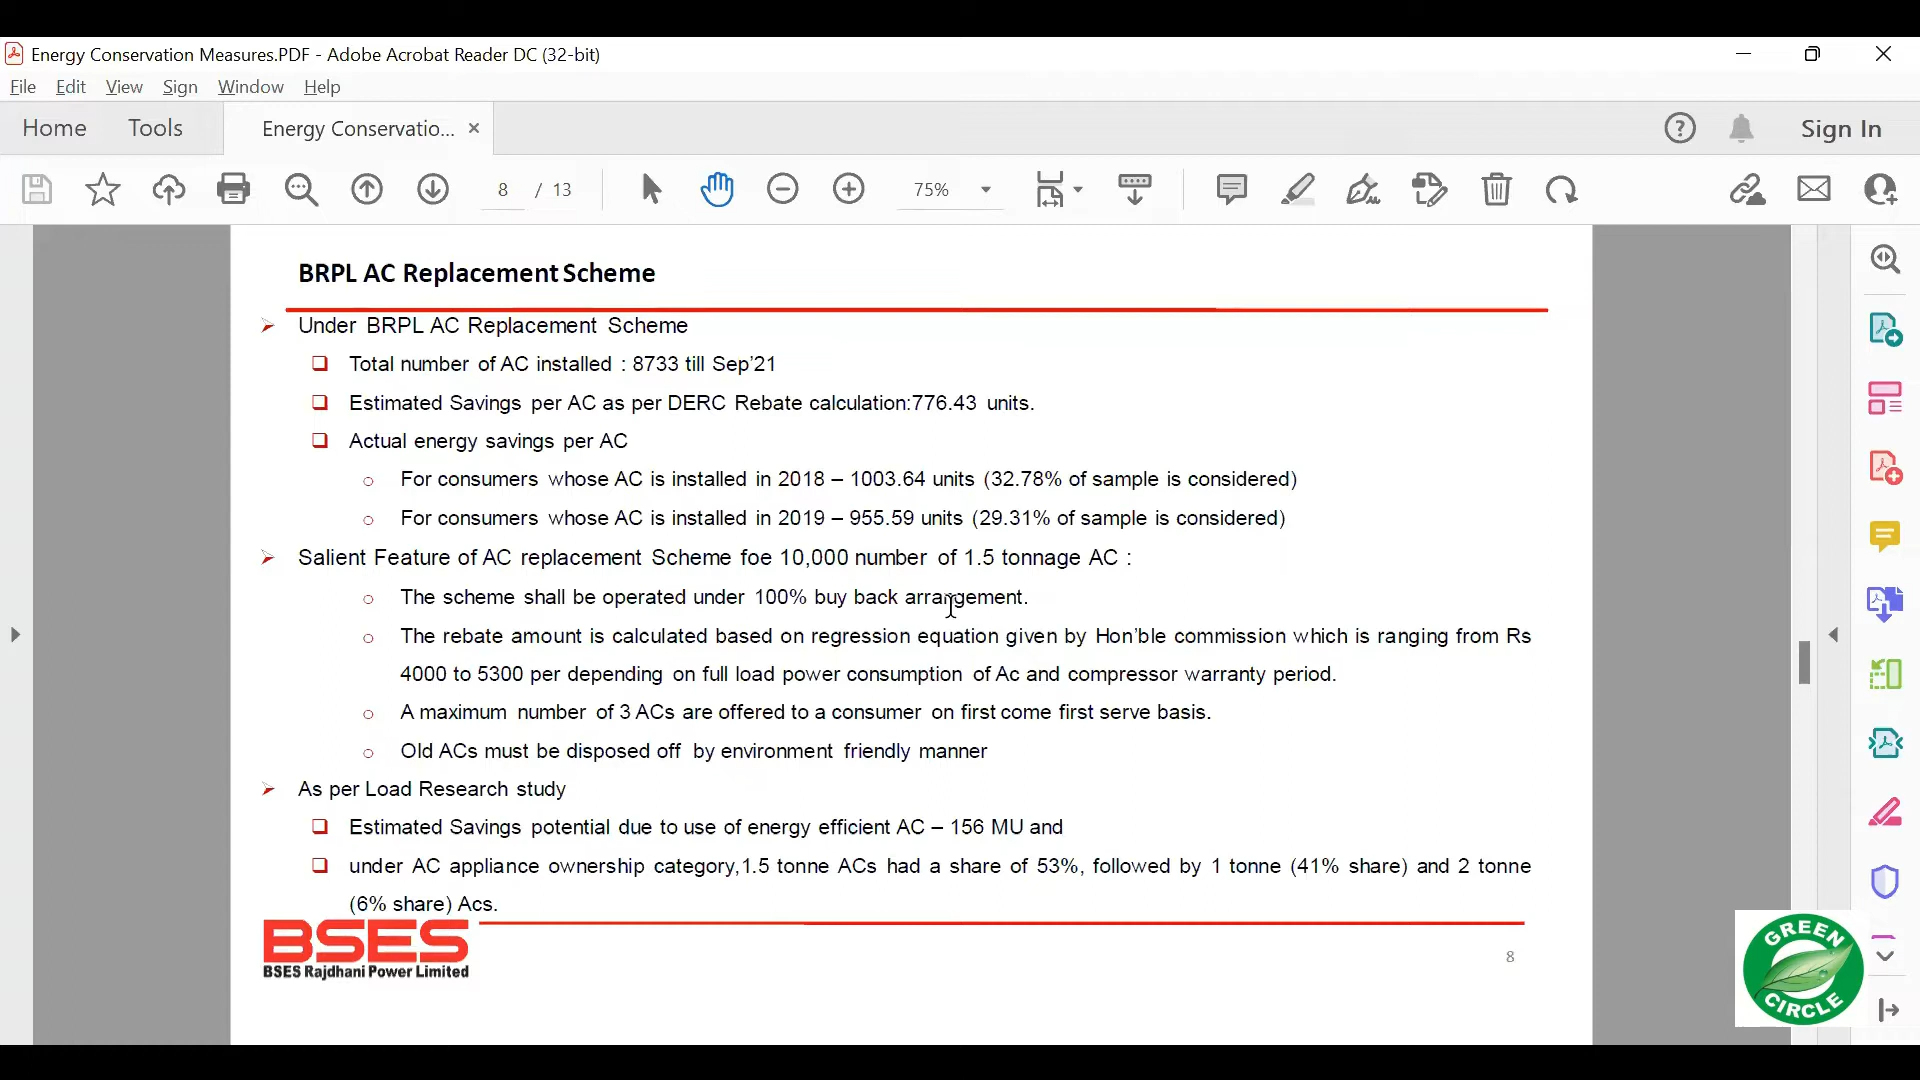 Energy Conservation Measures.PDF - Adobe Acrobat Reader DC (32-bit)
File Edit View Sign Window Help
Home Tools Energy Conservatio... × Sign In
8 / 13 75%
BRPL AC Replacement Scheme
Under BRPL AC Replacement Scheme
Total number of AC installed : 8733 till Sep’21
Estimated Savings per AC as per DERC Rebate calculation:776.43 units.
Actual energy savings per AC
For consumers whose AC is installed in 2018 – 1003.64 units (32.78% of sample is considered)
For consumers whose AC is installed in 2019 – 955.59 units (29.31% of sample is considered)
Salient Feature of AC replacement Scheme foe 10,000 number of 1.5 tonnage AC :
The scheme shall be operated under 100% buy back arrangement.
The rebate amount is calculated based on regression equation given by Hon’ble commission which is ranging from Rs
4000 to 5300 per depending on full load power consumption of Ac and compressor warranty period.
A maximum number of 3 ACs are offered to a consumer on first come first serve basis.
Old ACs must be disposed off by environment friendly manner
As per Load Research study
Estimated Savings potential due to use of energy efficient AC – 156 MU and
under AC appliance ownership category,1.5 tonne ACs had a share of 53%, followed by 1 tonne (41% share) and 2 tonne
(6% share) Acs.
BSES
BSES Rajdhani Power Limited
8
GREEN
CIRCLE